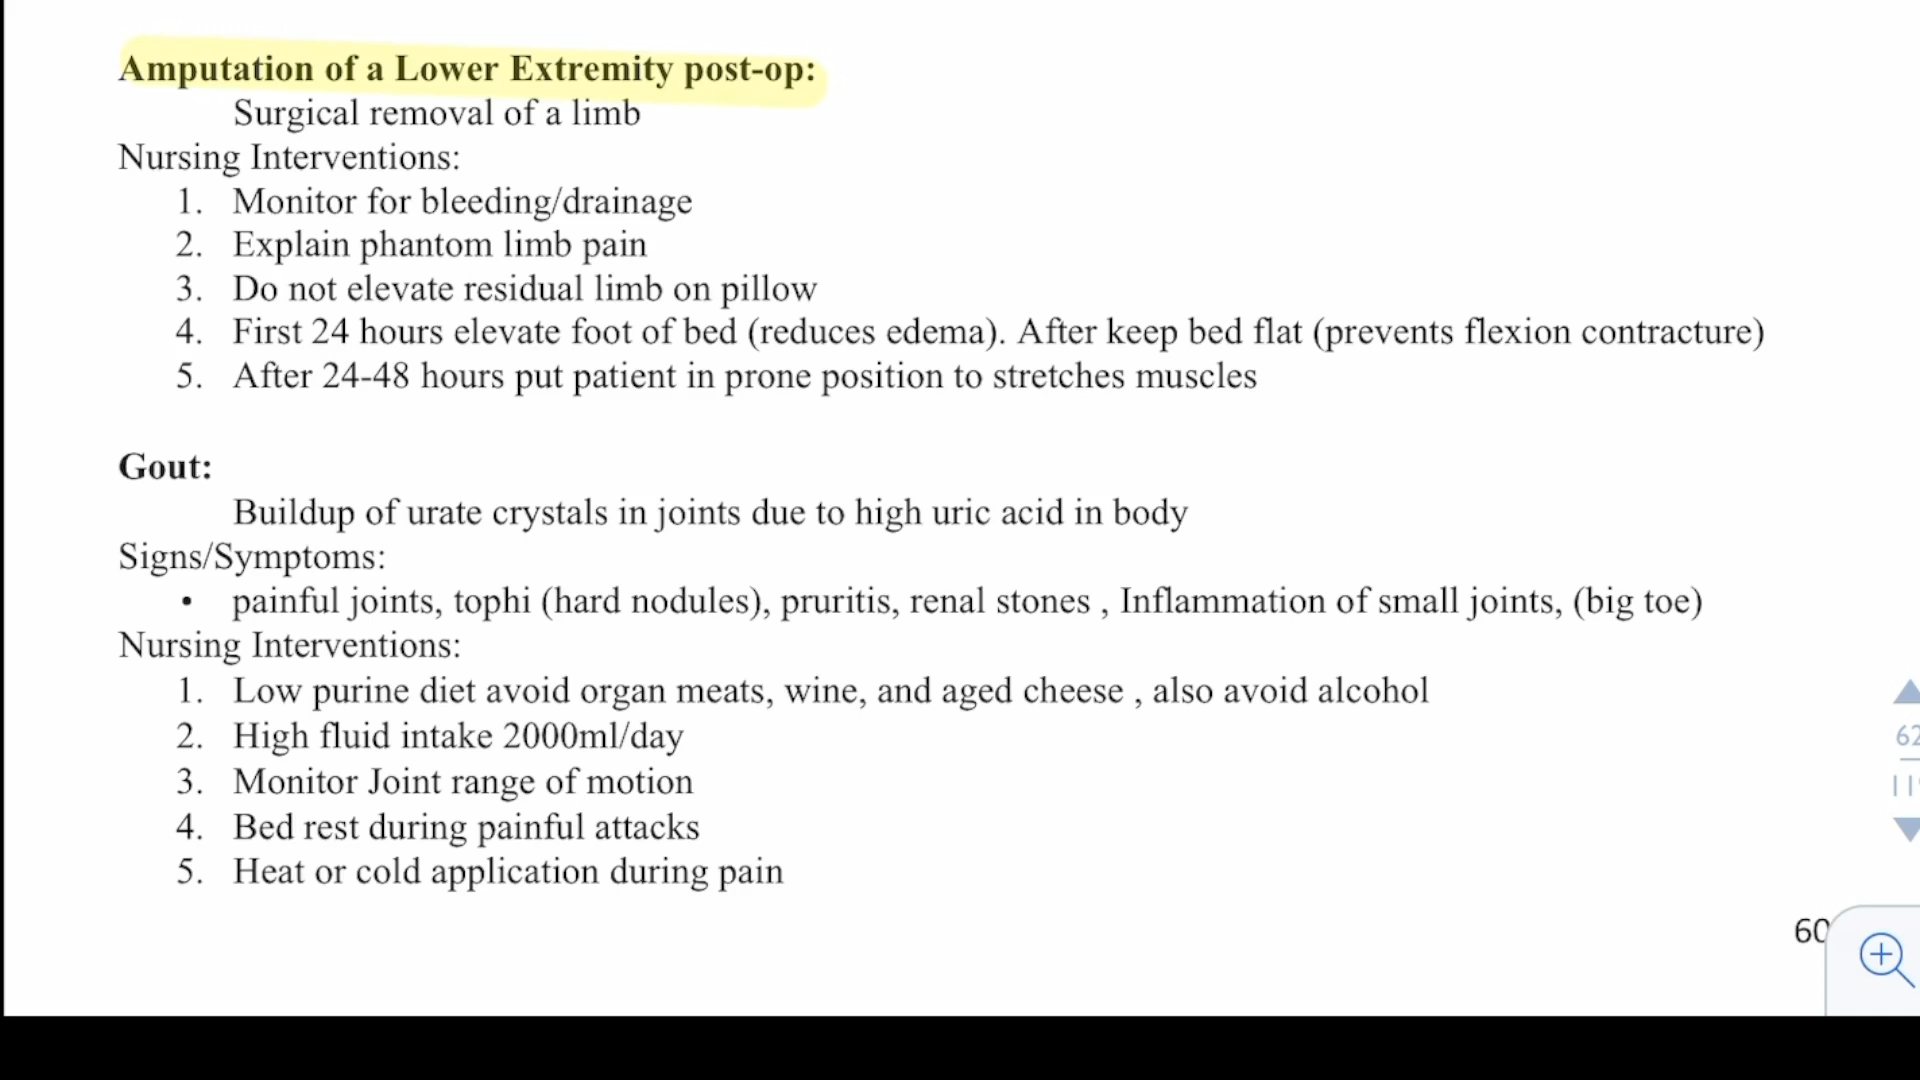 Amputation of a Lower Extremity post-op:
Surgical removal of a limb
Nursing Interventions:
1. Monitor for bleeding/drainage
2. Explain phantom limb pain
3. Do not elevate residual limb on pillow
4. First 24 hours elevate foot of bed (reduces edema). After keep bed flat (prevents flexion contracture)
5. After 24-48 hours put patient in prone position to stretches muscles
Gout:
Buildup of urate crystals in joints due to high uric acid in body
Signs/Symptoms:
• painful joints, tophi (hard nodules), pruritis, renal stones , Inflammation of small joints, (big toe)
Nursing Interventions:
1. Low purine diet avoid organ meats, wine, and aged cheese , also avoid alcohol
2. High fluid intake 2000ml/day
3. Monitor Joint range of motion
4. Bed rest during painful attacks
5. Heat or cold application during pain
62
60